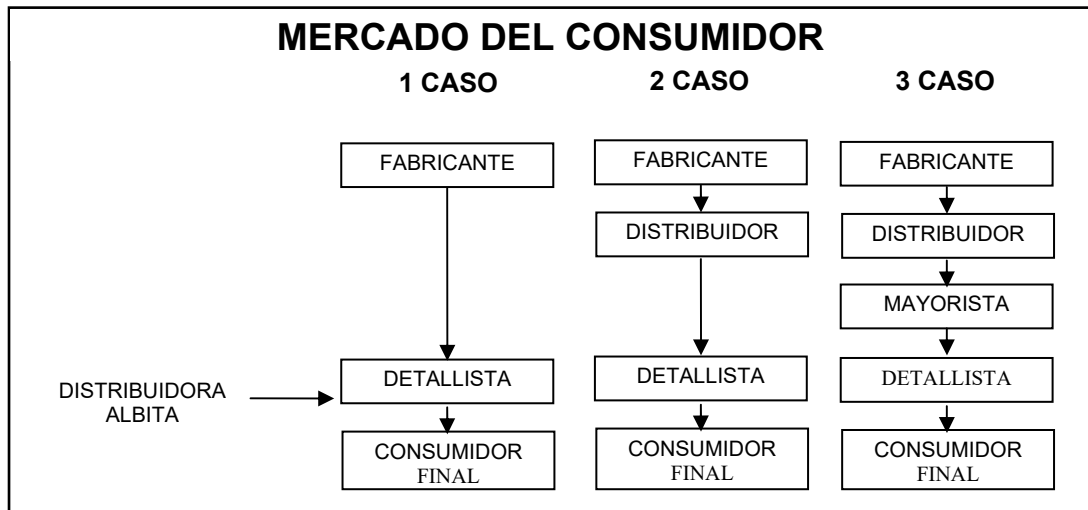 MERCADO DEL CONSUMIDOR
1 CASO
2 CASO
3 CASO
FABRICANTE
FABRICANTE
FABRICANTE
DISTRIBUIDOR
DISTRIBUIDOR
MAYORISTA
DISTRIBUIDORA
ALBITA
DETALLISTA
DETALLISTA
DETALLISTA
CONSUMIDOR
FINAL
CONSUMIDOR
FINAL
CONSUMIDOR
FINAL